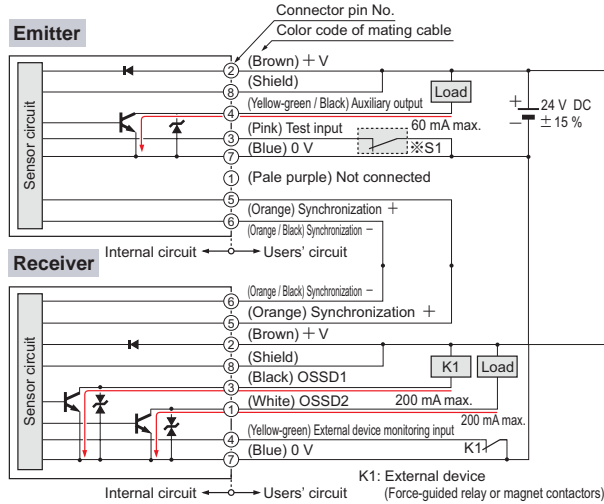 Connector pin No.
Color code of mating cable
Emitter
Sensor circuit
2 (Brown) + V
8 (Shield)
4 (Yellow-green / Black) Auxiliary output
Load
60 mA max.
3 (Pink) Test input
※S1
7 (Blue) 0 V
1 (Pale purple) Not connected
5 (Orange) Synchronization +
6 (Orange / Black) Synchronization −
+
−
24 V DC
± 15 %
Internal circuit
Users' circuit
Receiver
Sensor circuit
6 (Orange / Black) Synchronization −
5 (Orange) Synchronization +
2 (Brown) + V
8 (Shield)
K1
Load
3 (Black) OSSD1
200 mA max.
1 (White) OSSD2
200 mA max.
4 (Yellow-green) External device monitoring input
K1
7 (Blue) 0 V
Internal circuit
Users' circuit
K1: External device
(Force-guided relay or magnet contactors)